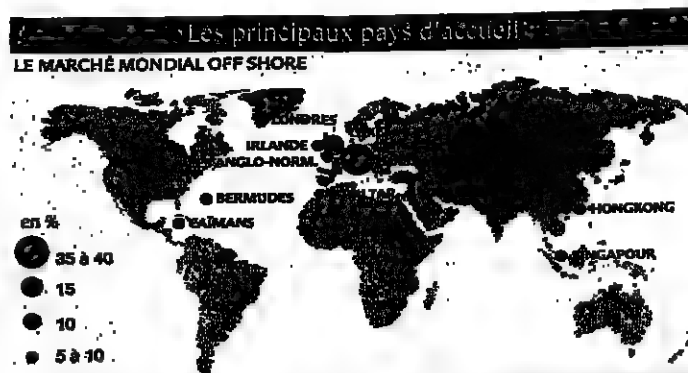 Les principaux pays d'accueil
LE MARCHÉ MONDIAL OFF SHORE
LONDRES
IRLANDE
ANGLO-NORM.
BERMUDES
CAÏMANS
HONGKONG
en %
35 à 40
15
10
5 à 10